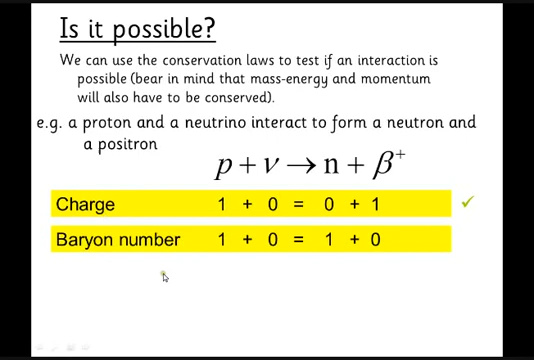 Is it possible?
We can use the conservation laws to test if an interaction is
possible (bear in mind that mass-energy and momentum
will also have to be conserved).
e.g. a proton and a neutrino interact to form a neutron and
a positron
p + ν → n + β⁺
Charge 1 + 0 = 0 + 1 ✓
Baryon number 1 + 0 = 1 + 0